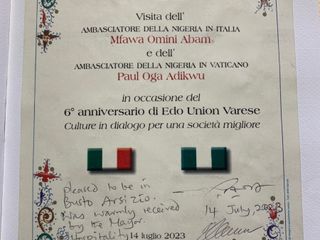 Visita dell'
AMBASCIATORE DELLA NIGERIA IN ITALIA
Mfawa Omini Abam
e dell'
AMBASCIATORE DELLA NIGERIA IN VATICANO
Paul Oga Adikwu
in occasione del
6° anniversario di Edo Union Varese
Culture in dialogo per una società migliore
pleased to be in
Busto Arsizio.
Was warmly received
by the Mayor.
Hospitality
14 July, 2023
14 luglio 2023